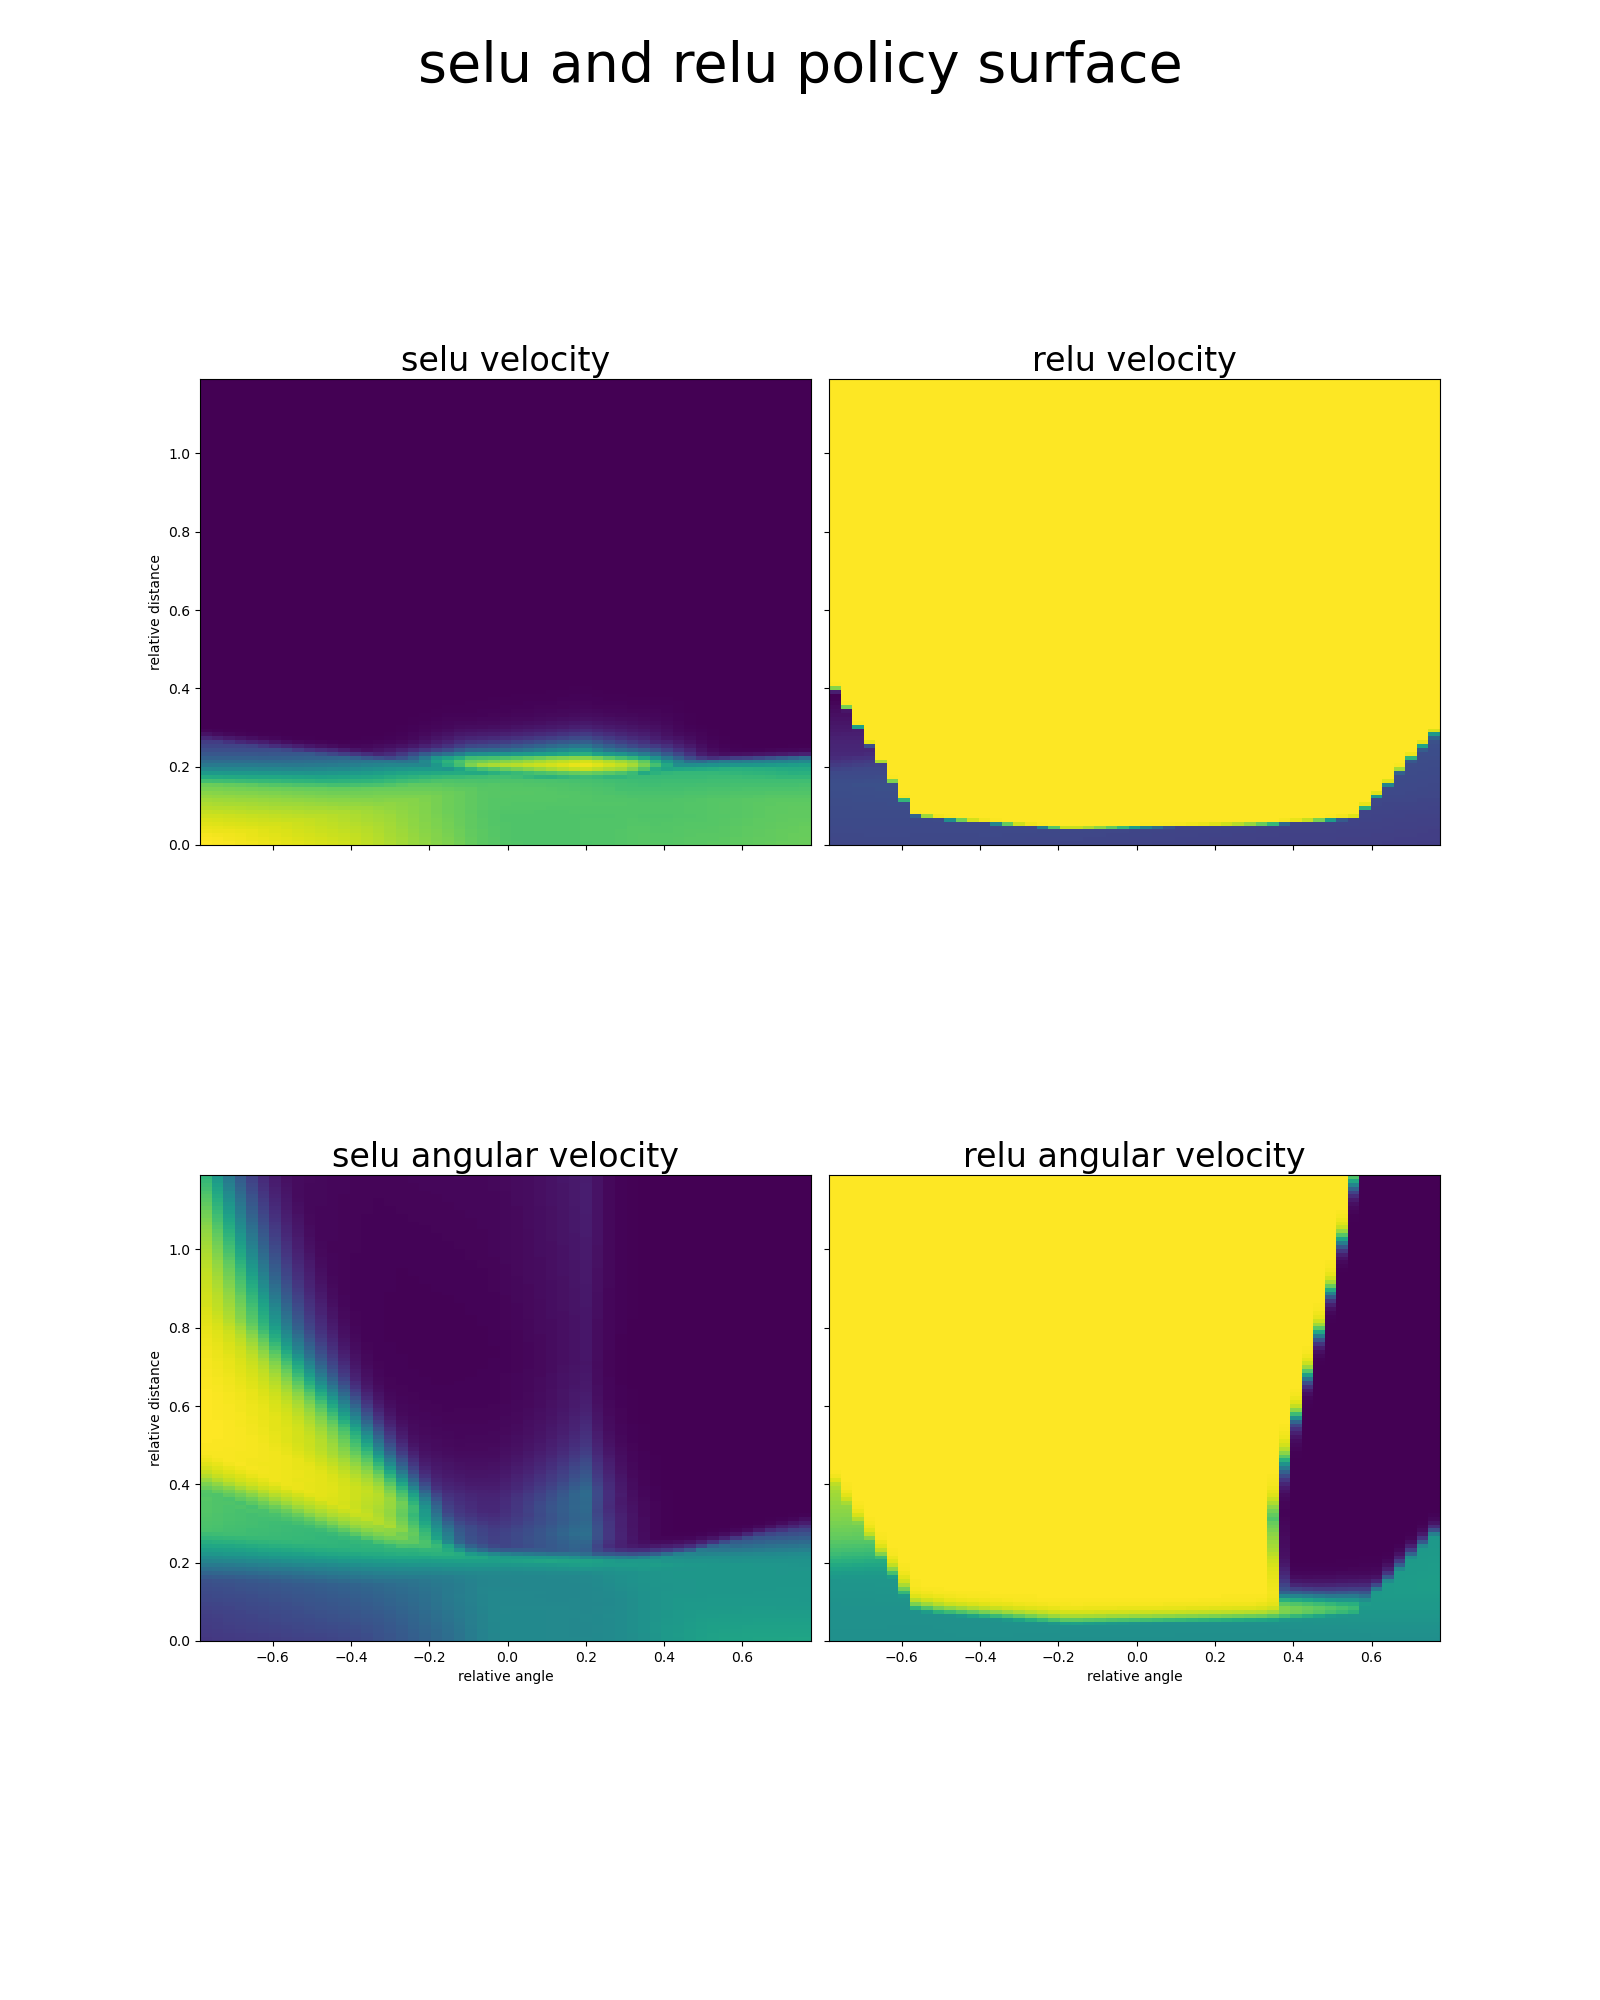 selu and relu policy surface
selu velocity
relu velocity
1.0
0.8
0.6
0.4
0.2
0.0
relative distance
selu angular velocity
relu angular velocity
1.0
0.8
0.6
0.4
0.2
0.0
relative distance
−0.6 −0.4 −0.2 0.0 0.2 0.4 0.6
relative angle
−0.6 −0.4 −0.2 0.0 0.2 0.4 0.6
relative angle